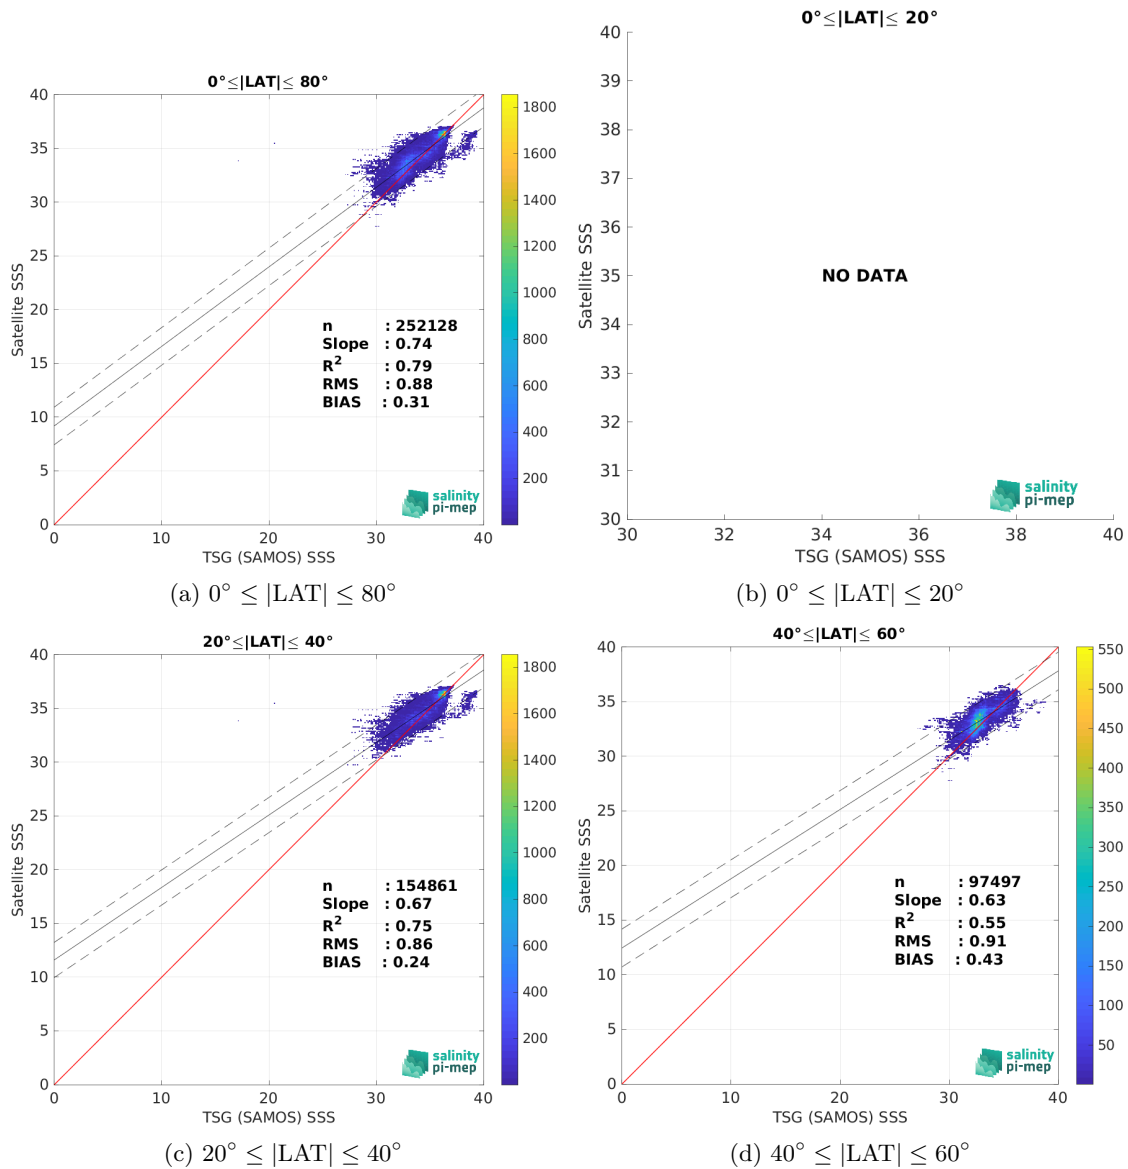 0°≤|LAT|≤ 80°
40
35
30
25
20
15
10
5
0
Satellite SSS
n : 252128
Slope : 0.74
R² : 0.79
RMS : 0.88
BIAS : 0.31
salinity
pi-mep
0 10 20 30 40
TSG (SAMOS) SSS
1800
1600
1400
1200
1000
800
600
400
200
(a) 0° ≤ |LAT| ≤ 80°
0°≤|LAT|≤ 20°
40
39
38
37
36
35
34
33
32
31
30
Satellite SSS
NO DATA
salinity
pi-mep
30 32 34 36 38 40
TSG (SAMOS) SSS
(b) 0° ≤ |LAT| ≤ 20°
20°≤|LAT|≤ 40°
40
35
30
25
20
15
10
5
0
Satellite SSS
n : 154861
Slope : 0.67
R² : 0.75
RMS : 0.86
BIAS : 0.24
salinity
pi-mep
0 10 20 30 40
TSG (SAMOS) SSS
1800
1600
1400
1200
1000
800
600
400
200
(c) 20° ≤ |LAT| ≤ 40°
40°≤|LAT|≤ 60°
40
35
30
25
20
15
10
5
0
Satellite SSS
n : 97497
Slope : 0.63
R² : 0.55
RMS : 0.91
BIAS : 0.43
salinity
pi-mep
0 10 20 30 40
TSG (SAMOS) SSS
550
500
450
400
350
300
250
200
150
100
50
(d) 40° ≤ |LAT| ≤ 60°